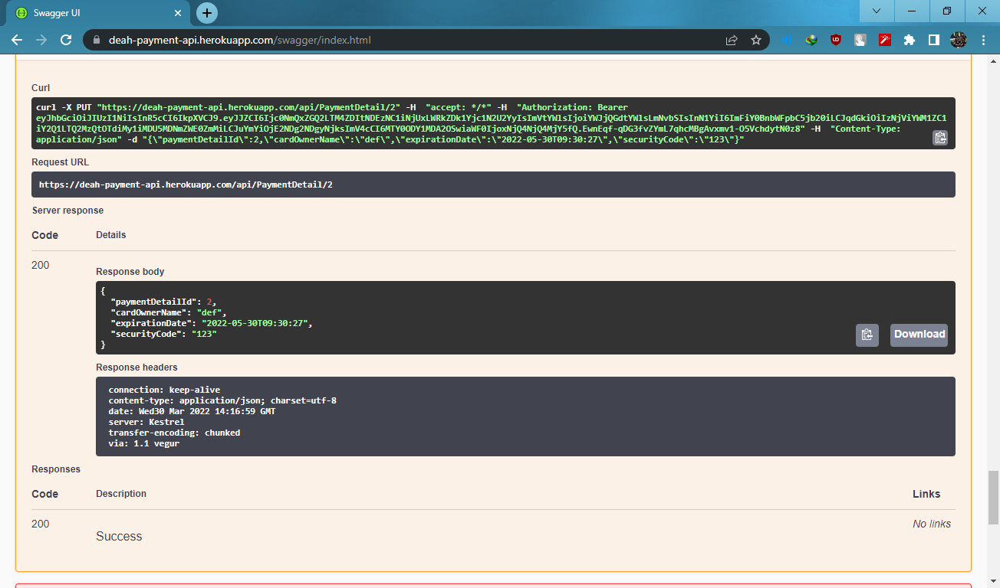 Swagger UI
deah-payment-api.herokuapp.com/swagger/index.html
Curl
curl -X PUT "https://deah-payment-api.herokuapp.com/api/PaymentDetail/2" -H  "accept: */*" -H  "Authorization: Bearer
eyJhbGciOiJIUzI1NiIsInR5cCI6IkpXVCJ9.eyJJZCI6Ijc0NmQxZGQ2LTM4ZDItNDEzNC1iNjUxLWRkZDk1Yjc1N2U2YyIsImVtYWlsIjoiYWJjQGdtYWlsLmNvbSIsInN1YiI6ImFiY0BnbWFpbC5jb20iLCJqdGkiOiIzNjViYWM1ZC1
iY2Q1LTQ2MzQtOTdiMy1iMDU5MDNmZWE0ZmMiLCJuYmYiOjE2NDg2NDgyNjksImV4cCI6MTY0ODY1MDA2OSwiaWF0IjoxNjQ4NjQ4MjY5fQ.EwnEqf-qDG3fvZYmL7qhcMBgAvxmv1-O5VchdytN0z8" -H  "Content-Type:
application/json" -d "{\"paymentDetailId\":2,\"cardOwnerName\":\"def\",\"expirationDate\":\"2022-05-30T09:30:27\",\"securityCode\":\"123\"}"
Request URL
https://deah-payment-api.herokuapp.com/api/PaymentDetail/2
Server response
Code Details
200
Response body
{
"paymentDetailId": 2,
"cardOwnerName": "def",
"expirationDate": "2022-05-30T09:30:27",
"securityCode": "123"
}
Download
Response headers
connection: keep-alive
content-type: application/json; charset=utf-8
date: Wed30 Mar 2022 14:16:59 GMT
server: Kestrel
transfer-encoding: chunked
via: 1.1 vegur
Responses
Code Description Links
200 No links
Success